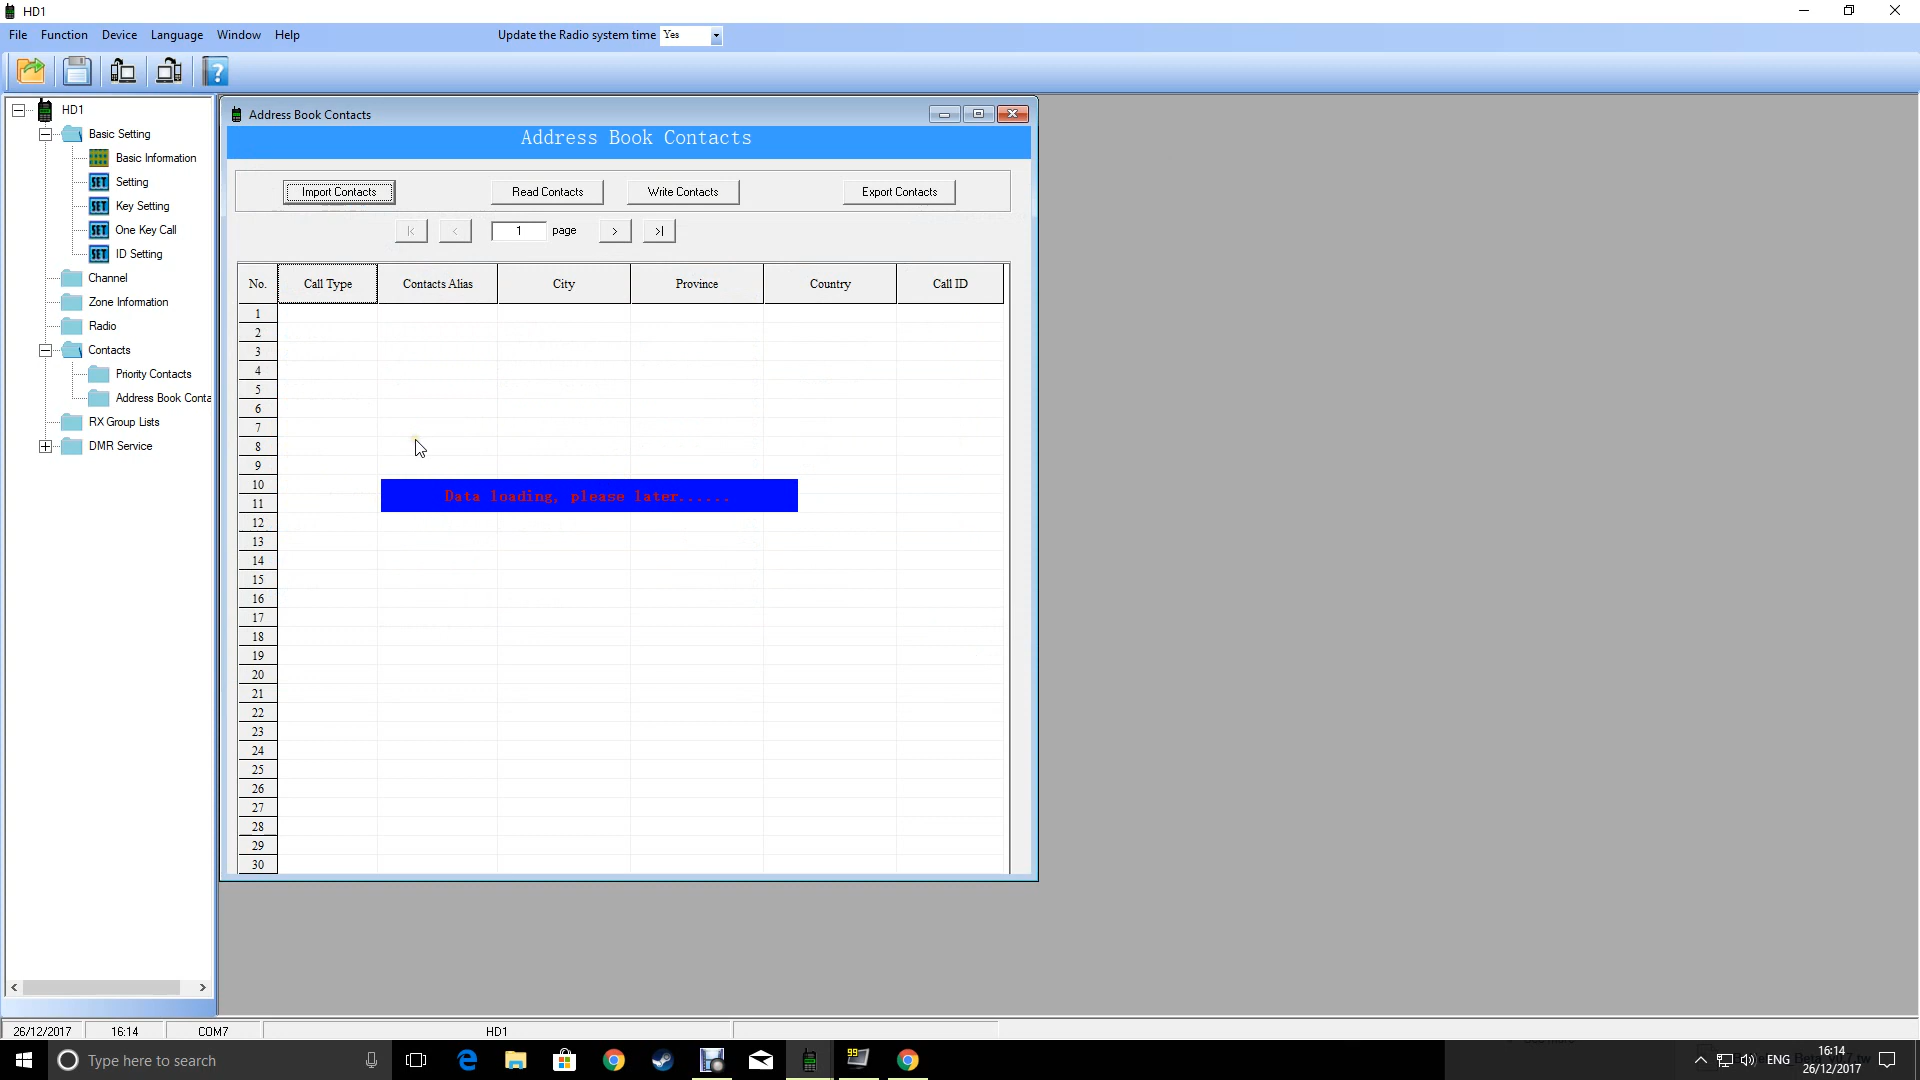 HD1
File Function Device Language Window Help
Update the Radio system time Yes
HD1
Basic Setting
Basic Information
SET Setting
SET Key Setting
SET One Key Call
SET ID Setting
Channel
Zone Information
Radio
Contacts
Priority Contacts
Address Book Conta
RX Group Lists
DMR Service
Address Book Contacts
Address Book Contacts
Import Contacts Read Contacts Write Contacts Export Contacts
1 page
No. Call Type Contacts Alias City Province Country Call ID
1
2
3
4
5
6
7
8
9
10
Data loading, please later......
11
12
13
14
15
16
17
18
19
20
21
22
23
24
25
26
27
28
29
30
26/12/2017 16:14 COM7 HD1
Type here to search
99
ENG
16:14
26/12/2017